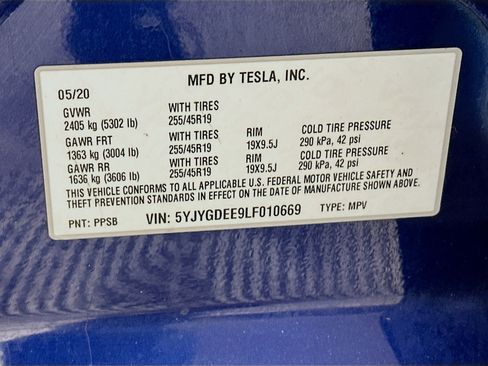 MFD BY TESLA, INC.
05/20
GVWR WITH TIRES
2405 kg (5302 lb) 255/45R19
GAWR FRT WITH TIRES RIM COLD TIRE PRESSURE
1363 kg (3004 lb) 255/45R19 19X9.5J 290 kPa, 42 psi
GAWR RR WITH TIRES RIM COLD TIRE PRESSURE
1636 kg (3606 lb) 255/45R19 19X9.5J 290 kPa, 42 psi
THIS VEHICLE CONFORMS TO ALL APPLICABLE U.S. FEDERAL MOTOR VEHICLE SAFETY AND
THEFT PREVENTION STANDARDS IN EFFECT ON THE DATE OF MANUFACTURE SHOWN ABOVE.
PNT: PPSB VIN: 5YJYGDEE9LF010669 TYPE: MPV